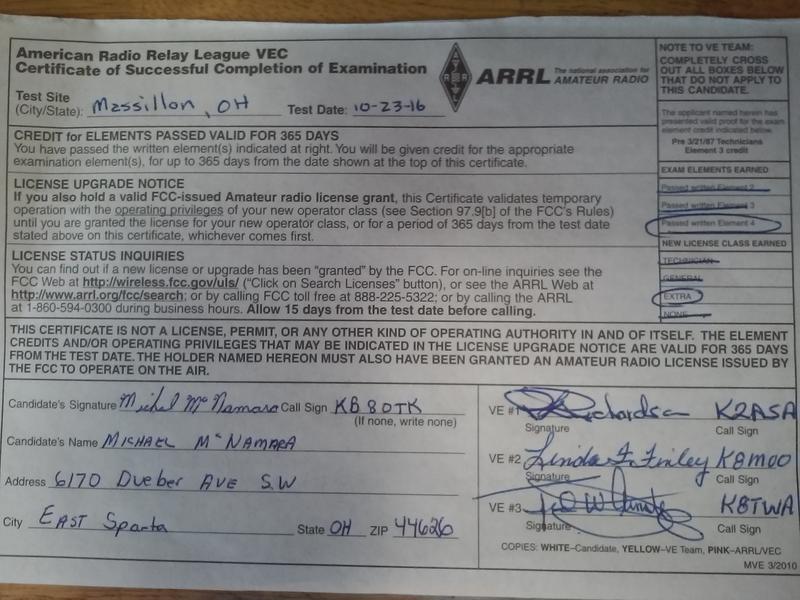 American Radio Relay League VEC
Certificate of Successful Completion of Examination
Test Site
(City/State): Massillon, OH Test Date: 10-23-16
ARRL The national association for
AMATEUR RADIO
NOTE TO VE TEAM:
COMPLETELY CROSS
OUT ALL BOXES BELOW
THAT DO NOT APPLY TO
THIS CANDIDATE.
The applicant named herein has
presented valid proof for the exam
element credit indicated below.
Pre 3/21/87 Technicians
Element 3 credit
EXAM ELEMENTS EARNED
Passed written Element 2
Passed written Element 3
Passed written Element 4
NEW LICENSE CLASS EARNED
TECHNICIAN
GENERAL
EXTRA
NONE
CREDIT for ELEMENTS PASSED VALID FOR 365 DAYS
You have passed the written element(s) indicated at right. You will be given credit for the appropriate
examination element(s), for up to 365 days from the date shown at the top of this certificate.
LICENSE UPGRADE NOTICE
If you also hold a valid FCC-issued Amateur radio license grant, this Certificate validates temporary
operation with the operating privileges of your new operator class (see Section 97.9[b] of the FCC's Rules)
until you are granted the license for your new operator class, or for a period of 365 days from the test date
stated above on this certificate, whichever comes first.
LICENSE STATUS INQUIRIES
You can find out if a new license or upgrade has been "granted" by the FCC. For on-line inquiries see the
FCC Web at http://wireless.fcc.gov/uls/ ("Click on Search Licenses" button), or see the ARRL Web at
http://www.arrl.org/fcc/search; or by calling FCC toll free at 888-225-5322; or by calling the ARRL
at 1-860-594-0300 during business hours. Allow 15 days from the test date before calling.
THIS CERTIFICATE IS NOT A LICENSE, PERMIT, OR ANY OTHER KIND OF OPERATING AUTHORITY IN AND OF ITSELF. THE ELEMENT
CREDITS AND/OR OPERATING PRIVILEGES THAT MAY BE INDICATED IN THE LICENSE UPGRADE NOTICE ARE VALID FOR 365 DAYS
FROM THE TEST DATE. THE HOLDER NAMED HEREON MUST ALSO HAVE BEEN GRANTED AN AMATEUR RADIO LICENSE ISSUED BY
THE FCC TO OPERATE ON THE AIR.
Candidate's Signature Michael McNamara Call Sign KB8OTK
(If none, write none)
Candidate's Name MICHAEL McNAMARA
Address 6170 Dueber AVE S.W
City EAST Sparta State OH ZIP 44626
VE #1 Richardson K2ASA
Signature Call Sign
VE #2 Linda F. Finley K8MOO
Signature Call Sign
VE #3 K8TWA
Signature Call Sign
COPIES: WHITE–Candidate, YELLOW–VE Team, PINK–ARRL/VEC
MVE 3/2010